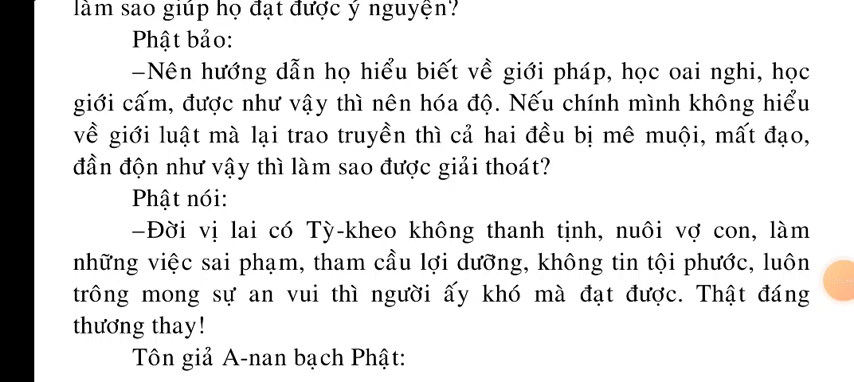 làm sao giúp họ đạt được ý nguyện?
Phật bảo:
–Nên hướng dẫn họ hiểu biết về giới pháp, học oai nghi, học
giới cấm, được như vậy thì nên hóa độ. Nếu chính mình không hiểu
về giới luật mà lại trao truyền thì cả hai đều bị mê muội, mất đạo,
đần độn như vậy thì làm sao được giải thoát?
Phật nói:
–Đời vị lai có Tỳ-kheo không thanh tịnh, nuôi vợ con, làm
những việc sai phạm, tham cầu lợi dưỡng, không tin tội phước, luôn
trông mong sự an vui thì người ấy khó mà đạt được. Thật đáng
thương thay!
Tôn giả A-nan bạch Phật: